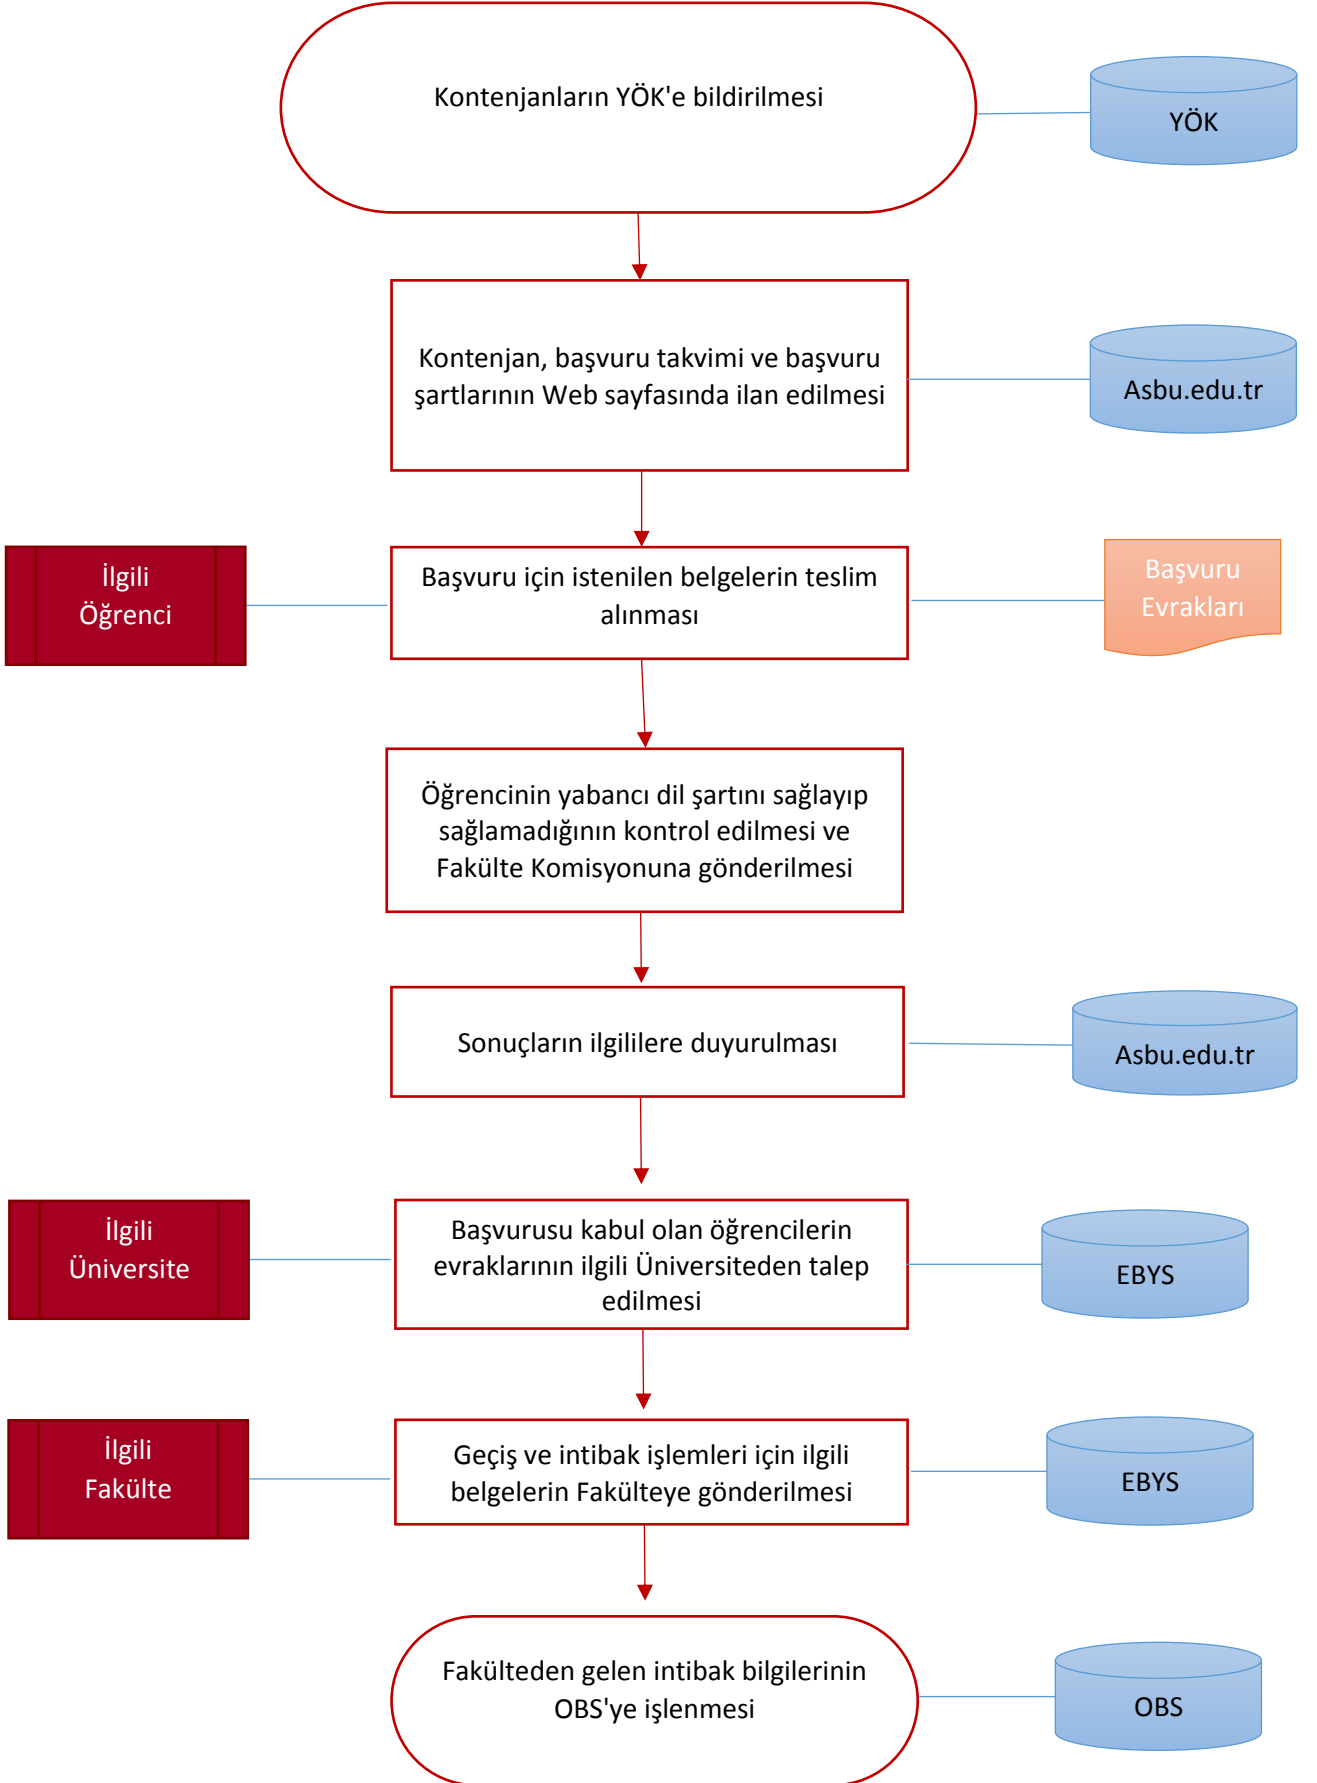 Kontenjanların YÖK'e bildirilmesi
YÖK
Kontenjan, başvuru takvimi ve başvuru
şartlarının Web sayfasında ilan edilmesi
Asbu.edu.tr
İlgili
Öğrenci
Başvuru için istenilen belgelerin teslim
alınması
Başvuru
Evrakları
Öğrencinin yabancı dil şartını sağlayıp
sağlamadığının kontrol edilmesi ve
Fakülte Komisyonuna gönderilmesi
Sonuçların ilgililere duyurulması
Asbu.edu.tr
İlgili
Üniversite
Başvurusu kabul olan öğrencilerin
evraklarının ilgili Üniversiteden talep
edilmesi
EBYS
İlgili
Fakülte
Geçiş ve intibak işlemleri için ilgili
belgelerin Fakülteye gönderilmesi
EBYS
Fakülteden gelen intibak bilgilerinin
OBS'ye işlenmesi
OBS